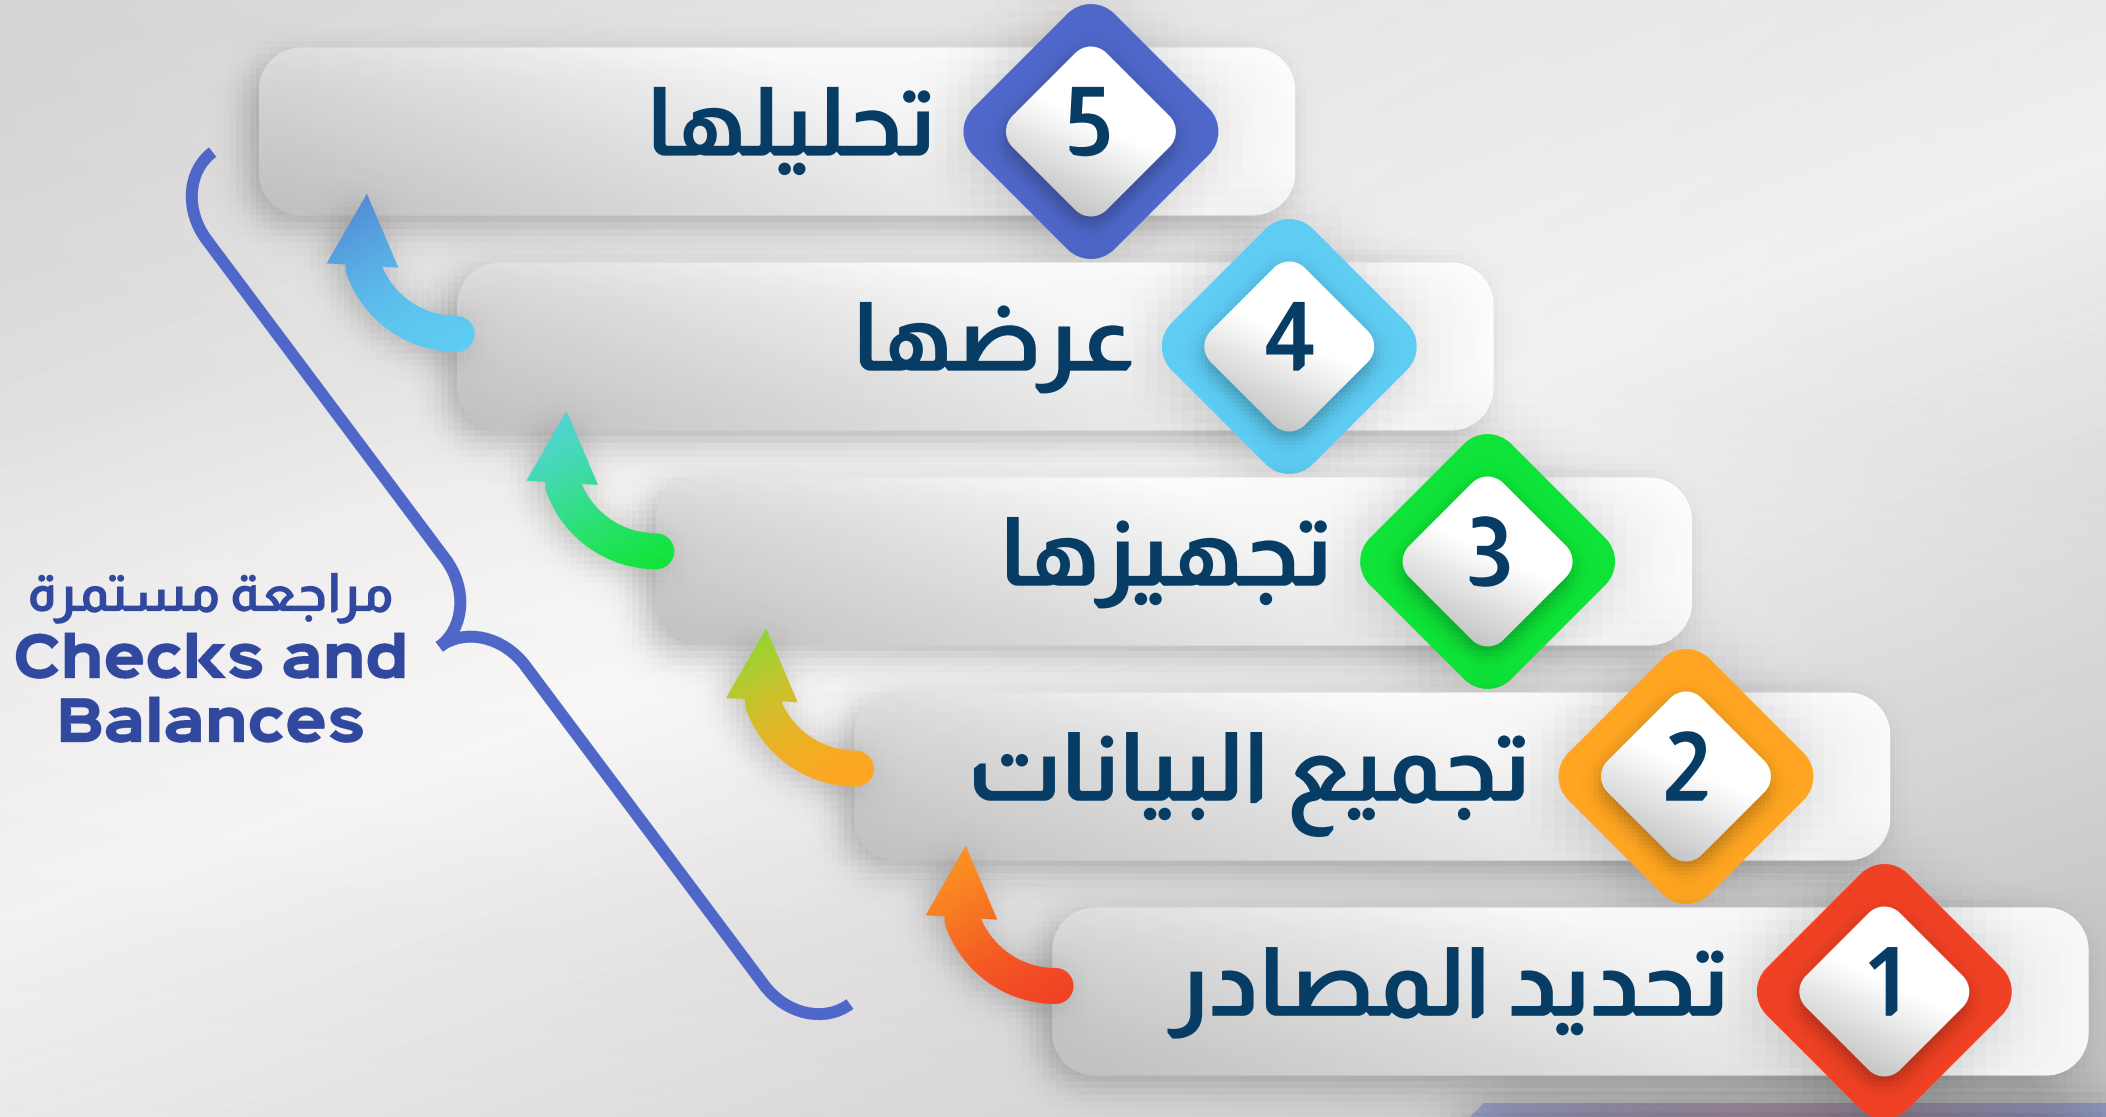 5 تحليلها
4 عرضها
3 تجهيزها
2 تجميع البيانات
1 تحديد المصادر
مراجعة مستمرة
Checks and
Balances